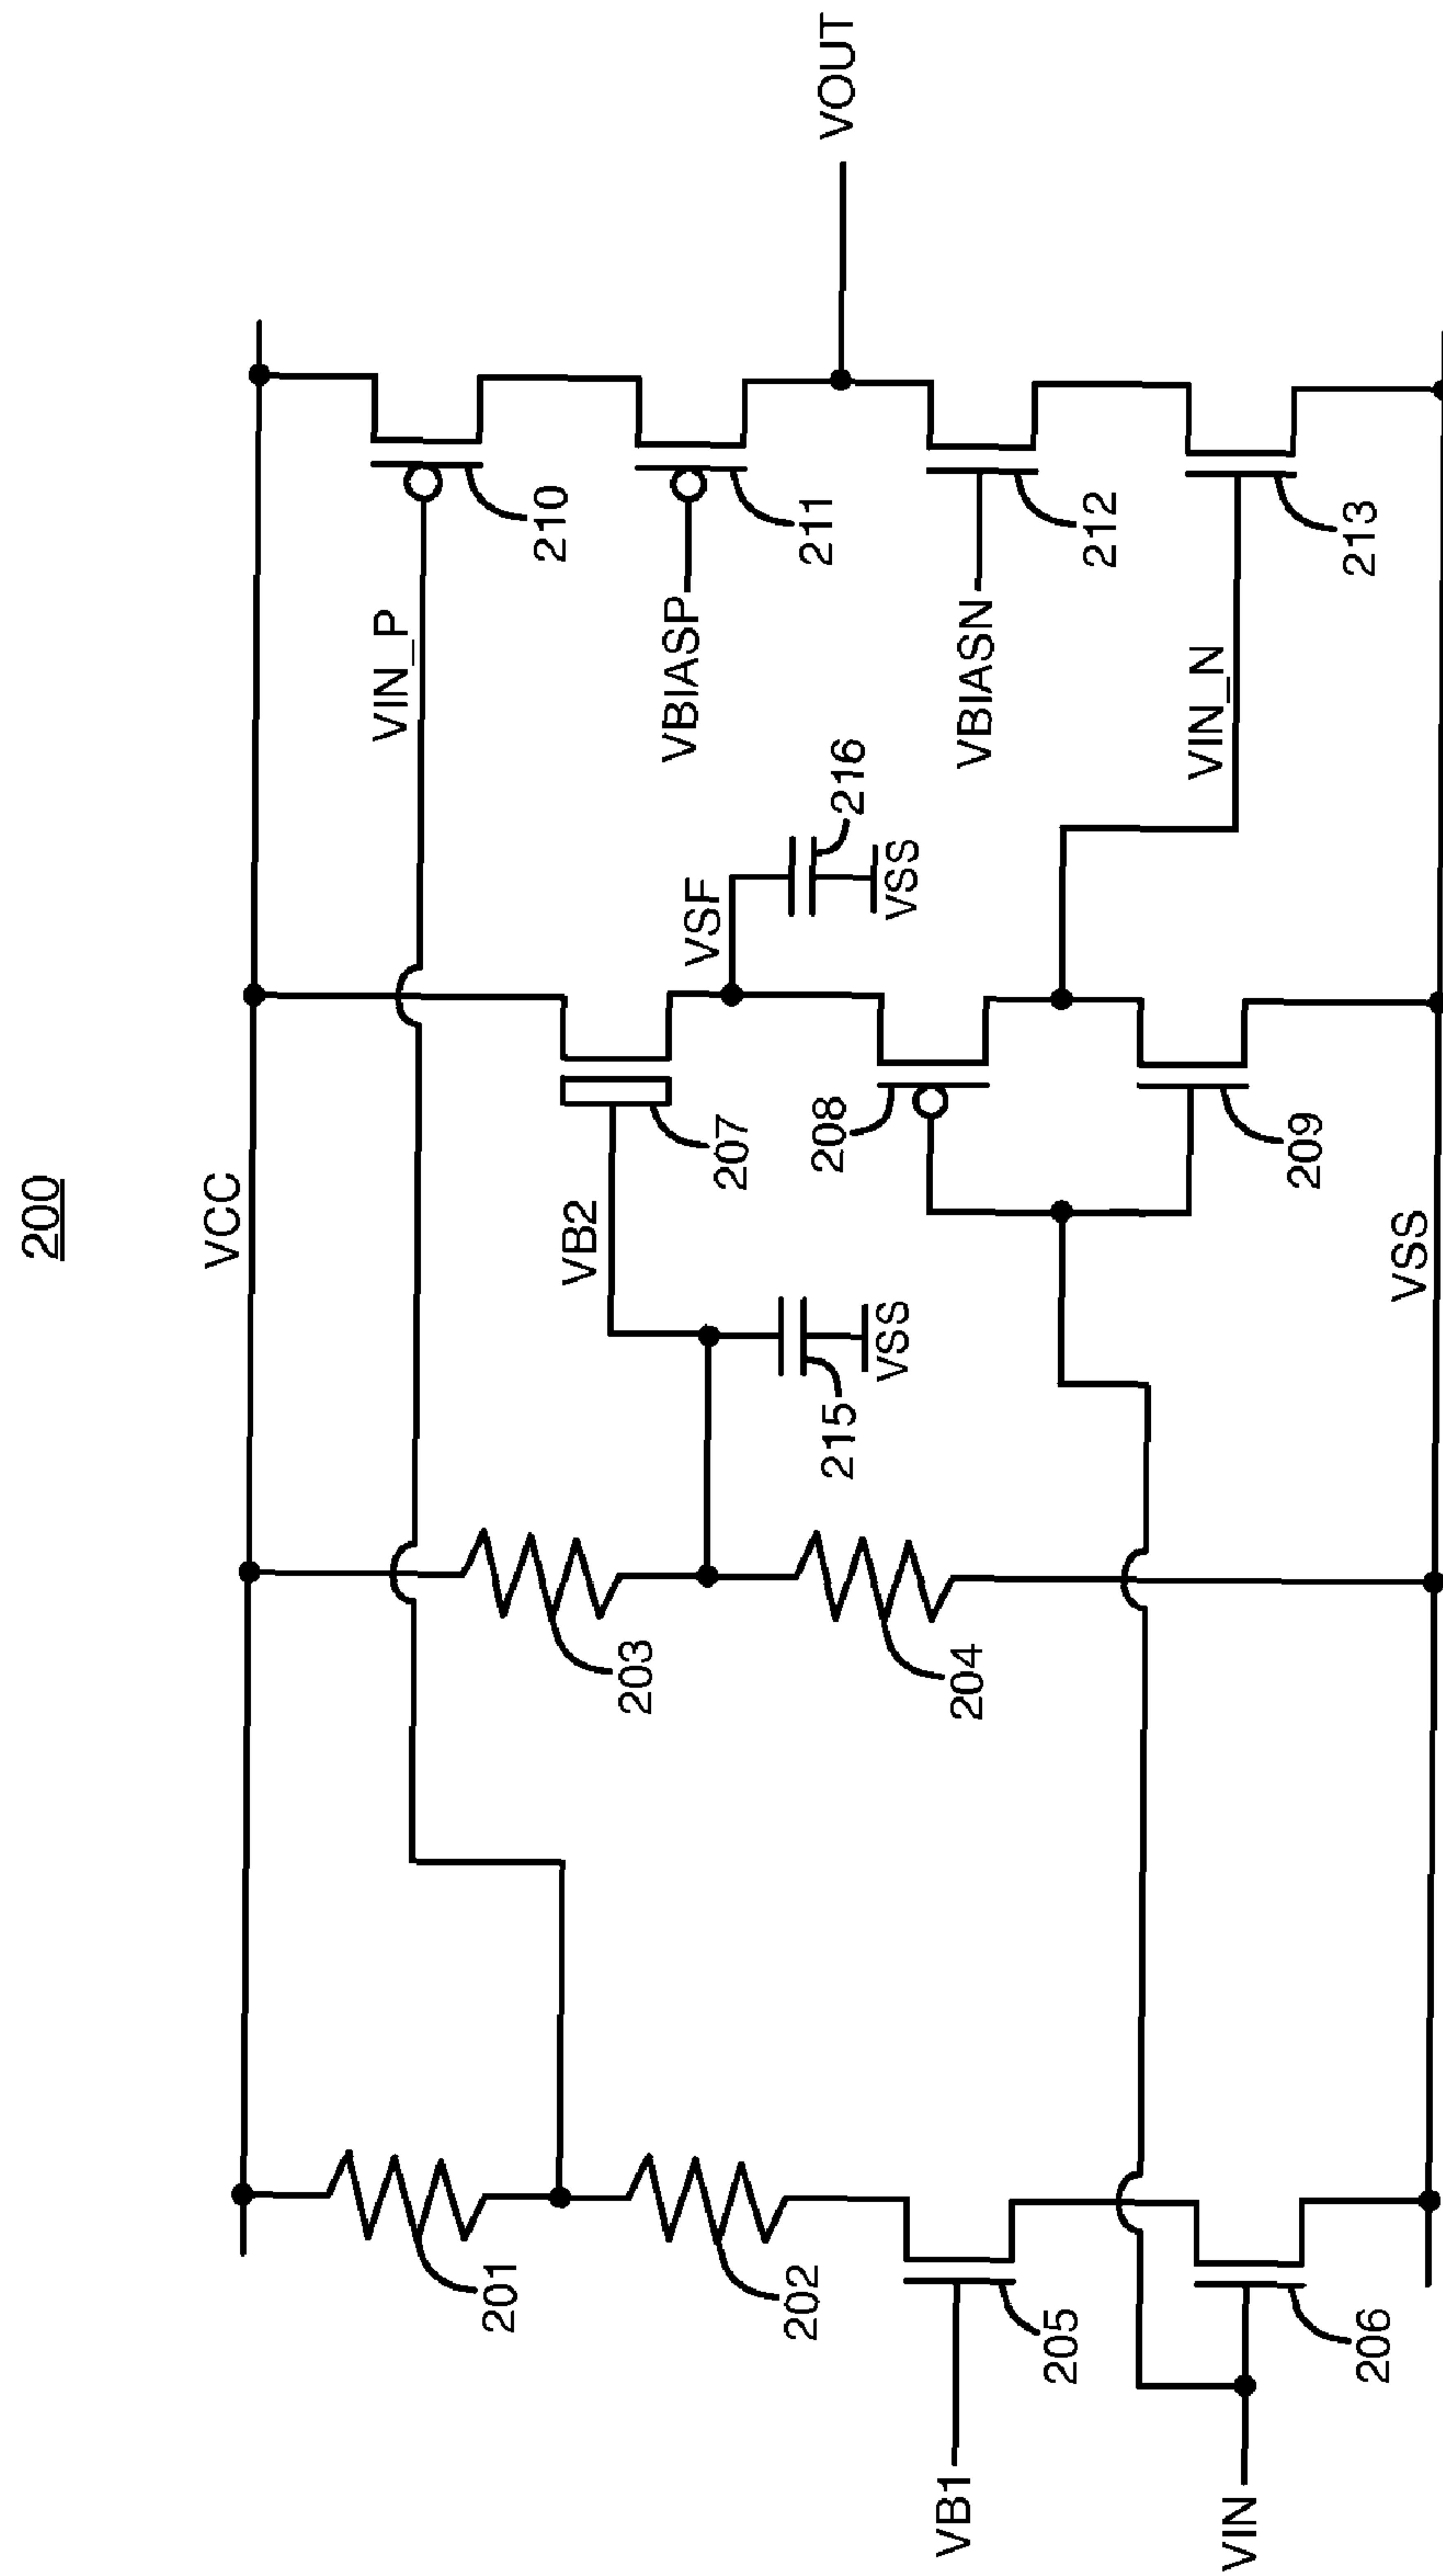 200
VCC
201
202
203
204
205
206
207
208
209
210
211
212
213
215
216
VIN_P
VBIASP
VBIASN
VIN_N
VOUT
VSF
VSS
VB2
VSS
VSS
VB1
VIN